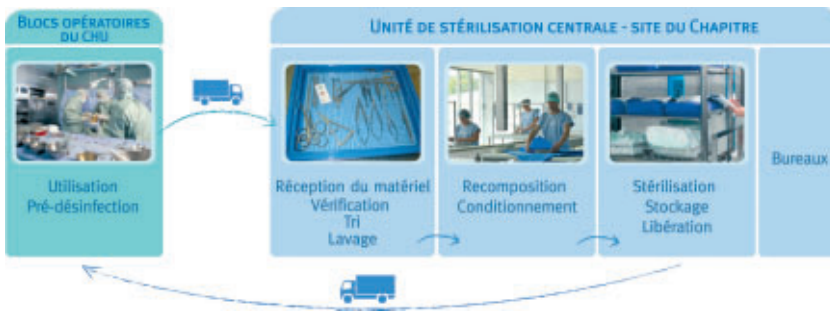 BLOCS OPÉRATOIRES
DU CHU
UNITÉ DE STÉRILISATION CENTRALE - SITE DU CHAPITRE
Utilisation
Pré-désinfection
Réception du matériel
Vérification
Tri
Lavage
Recomposition
Conditionnement
Stérilisation
Stockage
Libération
Bureaux